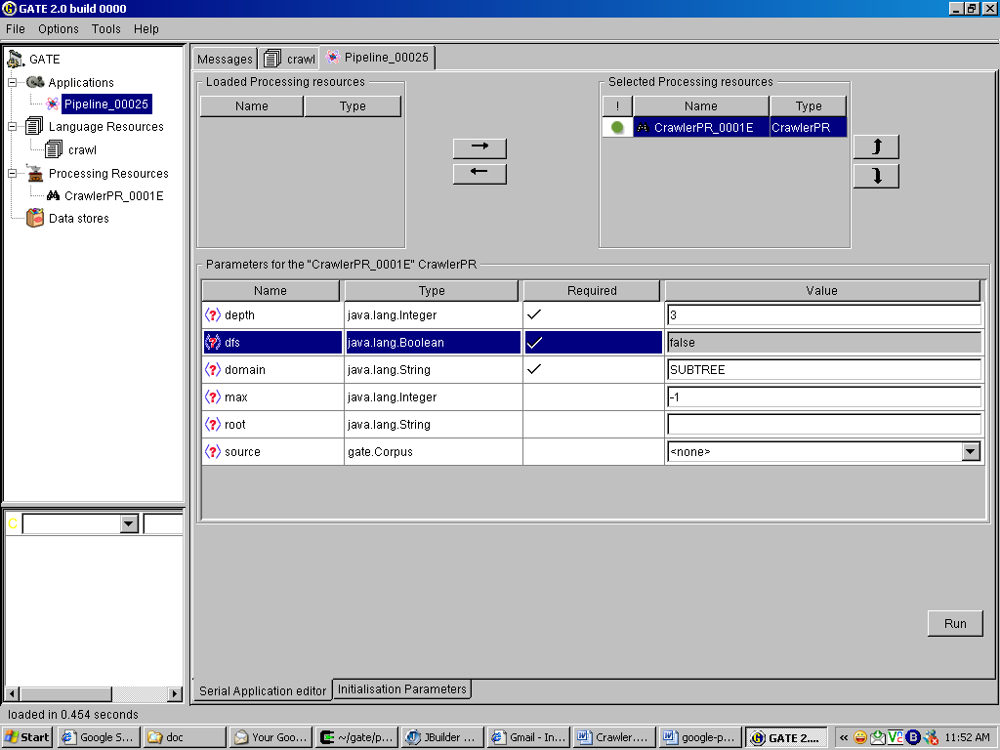 GATE 2.0 build 0000
File Options Tools Help
GATE
Applications
Pipeline_00025
Language Resources
crawl
Processing Resources
CrawlerPR_0001E
Data stores
Messages crawl Pipeline_00025
Loaded Processing resources
Name Type
Selected Processing resources
! Name Type
CrawlerPR_0001E CrawlerPR
Parameters for the "CrawlerPR_0001E" CrawlerPR
Name Type Required Value
<?> depth java.lang.Integer ✓ 3
<?> dfs java.lang.Boolean ✓ false
<?> domain java.lang.String ✓ SUBTREE
<?> max java.lang.Integer -1
<?> root java.lang.String
<?> source gate.Corpus <none>
C
Run
Serial Application editor Initialisation Parameters
loaded in 0.454 seconds
Start Google S... doc Your Goo... ~/gate/p... JBuilder ... Gmail - In... Crawler.... google-p... GATE 2.... « 11:52 AM